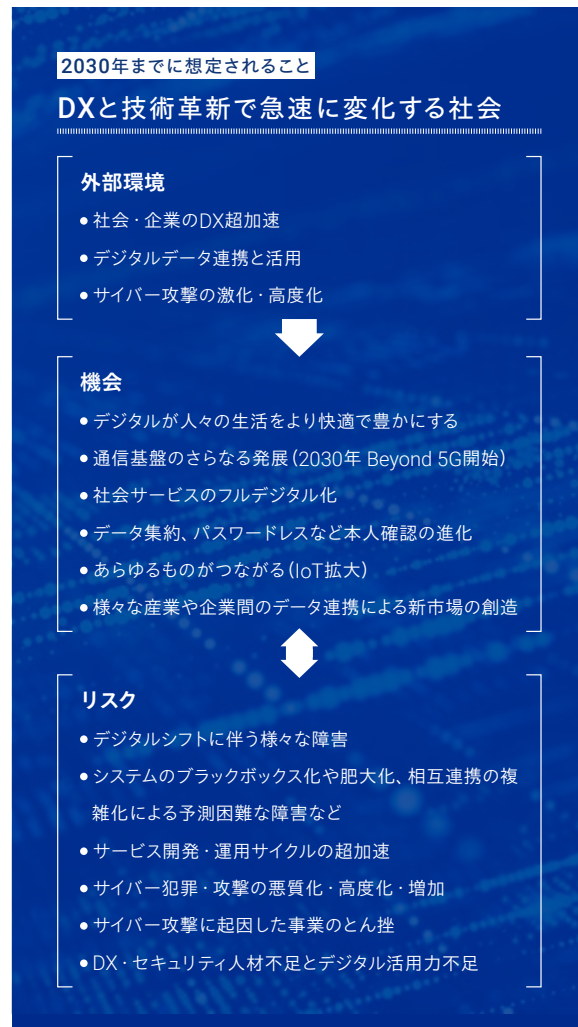 2030年までに想定されること
DXと技術革新で急速に変化する社会
外部環境
●社会・企業のDX超加速
●デジタルデータ連携と活用
●サイバー攻撃の激化・高度化
機会
●デジタルが人々の生活をより快適で豊かにする
●通信基盤のさらなる発展(2030年 Beyond 5G開始)
●社会サービスのフルデジタル化
●データ集約、パスワードレスなど本人確認の進化
●あらゆるものがつながる(IoT拡大)
●様々な産業や企業間のデータ連携による新市場の創造
リスク
●デジタルシフトに伴う様々な障害
●システムのブラックボックス化や肥大化、相互連携の複
雑化による予測困難な障害など
●サービス開発・運用サイクルの超加速
●サイバー犯罪・攻撃の悪質化・高度化・増加
●サイバー攻撃に起因した事業のとん挫
●DX・セキュリティ人材不足とデジタル活用力不足